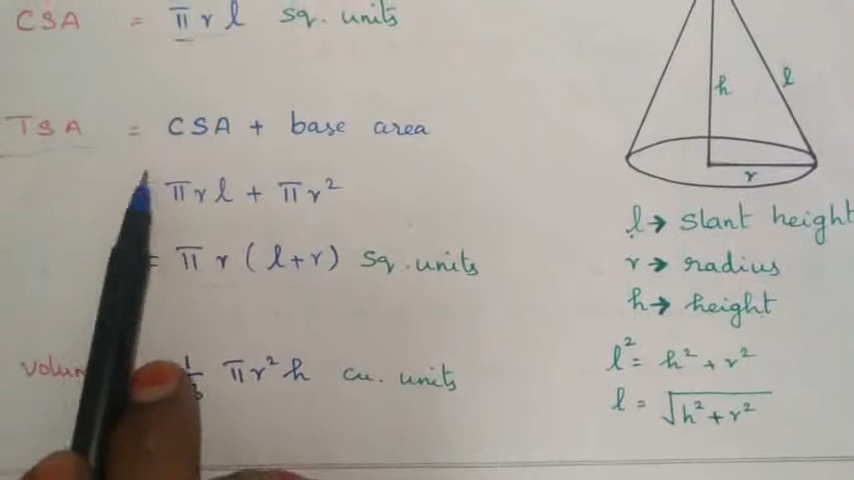 CSA = πrl sq. units
TSA = CSA + base area
πrl + πr²
= πr(l+r) sq. units
πr²h cu. units
h
l
r
l → slant height
r → radius
h → height
l² = h² + r²
l = √h² + r²